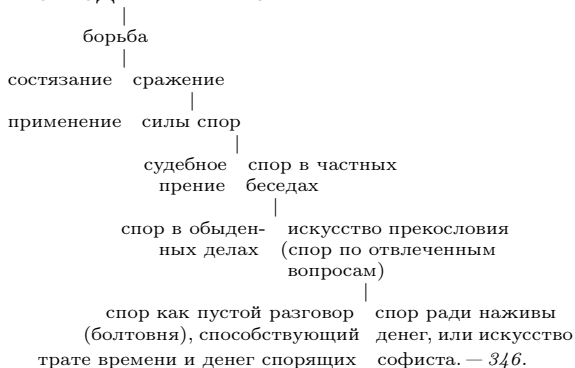 борьба
состязание сражение
применение силы спор
судебное спор в частных
прение беседах
спор в обыден- искусство прекословия
ных делах (спор по отвлеченным
вопросам)
спор как пустой разговор спор ради наживы
(болтовня), способствующий денег, или искусство
трате времени и денег спорящих софиста. — 346.